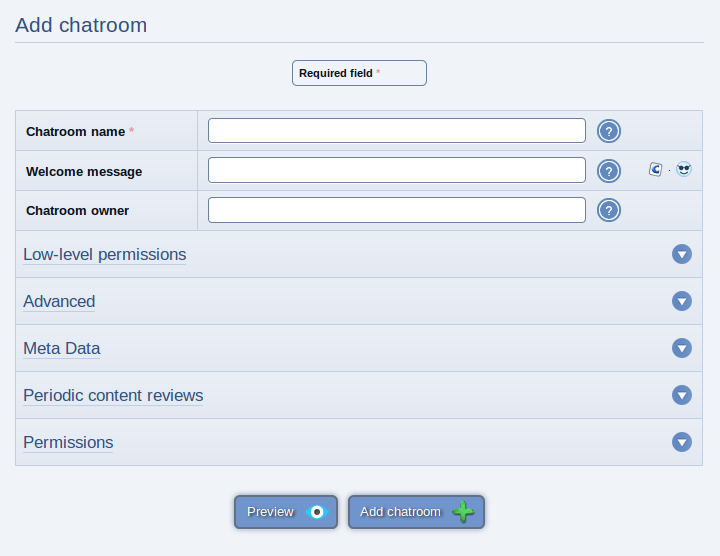 Add chatroom
Required field *
Chatroom name *
Welcome message
Chatroom owner
Low-level permissions
Advanced
Meta Data
Periodic content reviews
Permissions
Preview
Add chatroom